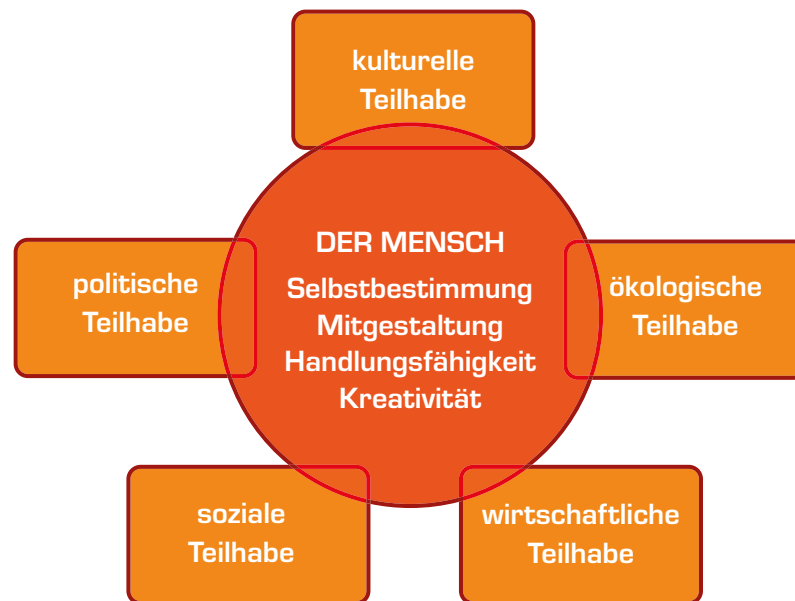 kulturelle
Teilhabe
DER MENSCH
Selbstbestimmung
Mitgestaltung
Handlungsfähigkeit
Kreativität
politische
Teilhabe
ökologische
Teilhabe
soziale
Teilhabe
wirtschaftliche
Teilhabe